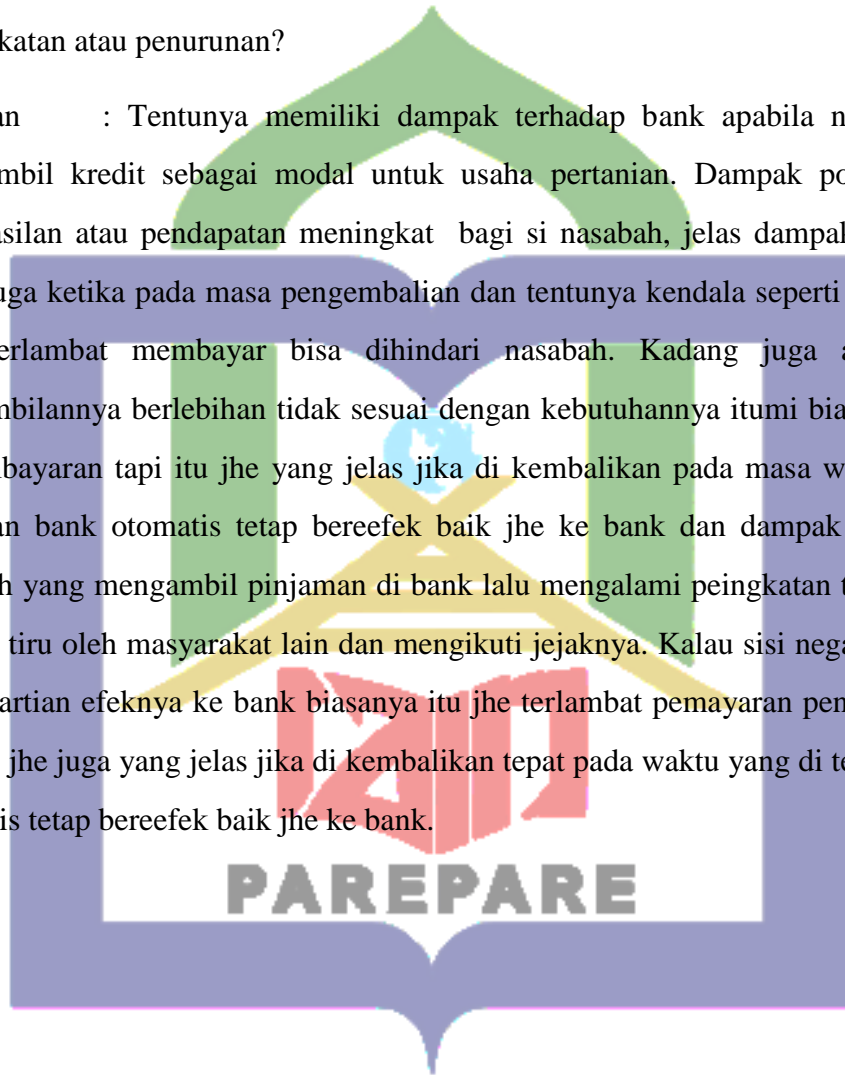 katan atau penurunan?
an : Tentunya memiliki dampak terhadap bank apabila n
mbil kredit sebagai modal untuk usaha pertanian. Dampak po
asilan atau pendapatan meningkat bagi si nasabah, jelas dampak
uga ketika pada masa pengembalian dan tentunya kendala seperti
erlambat membayar bisa dihindari nasabah. Kadang juga a
mbilannya berlebihan tidak sesuai dengan kebutuhannya itumi bia
bayaran tapi itu jhe yang jelas jika di kembalikan pada masa w
an bank otomatis tetap bereefek baik jhe ke bank dan dampak
h yang mengambil pinjaman di bank lalu mengalami peingkatan t
tiru oleh masyarakat lain dan mengikuti jejaknya. Kalau sisi nega
artian efeknya ke bank biasanya itu jhe terlambat pemayaran pen
jhe juga yang jelas jika di kembalikan tepat pada waktu yang di te
is tetap bereefek baik jhe ke bank.
PAREPARE